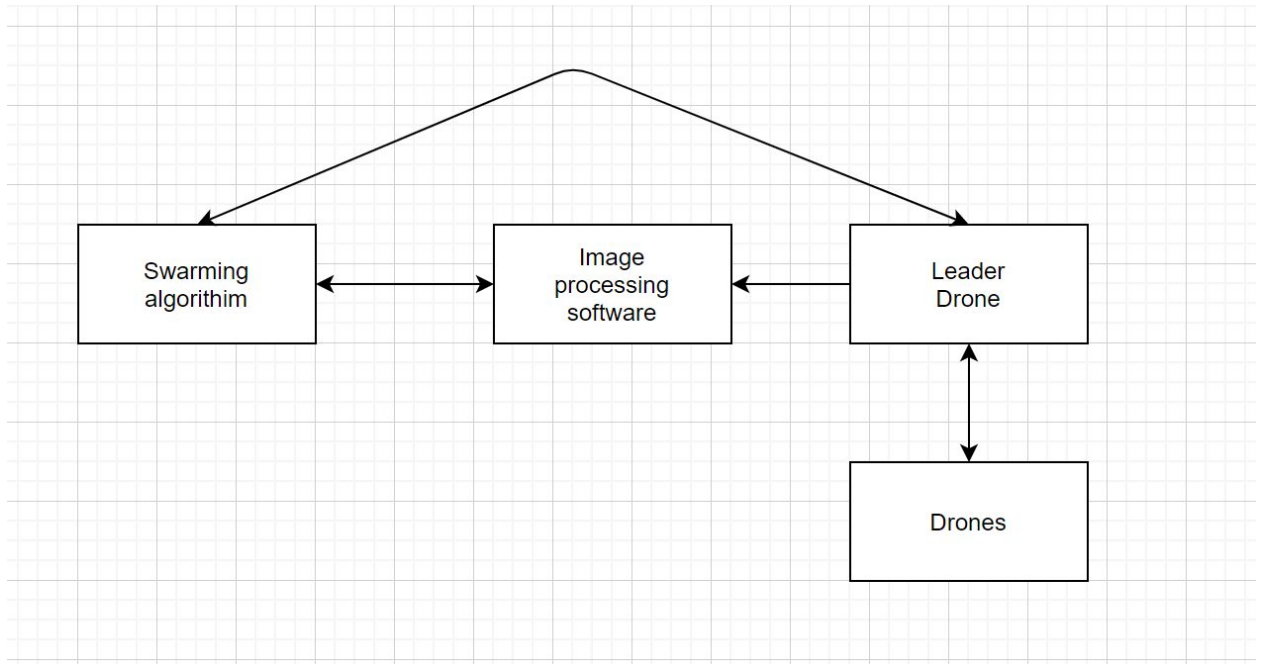 Swarming
algorithim
Image
processing
software
Leader
Drone
Drones